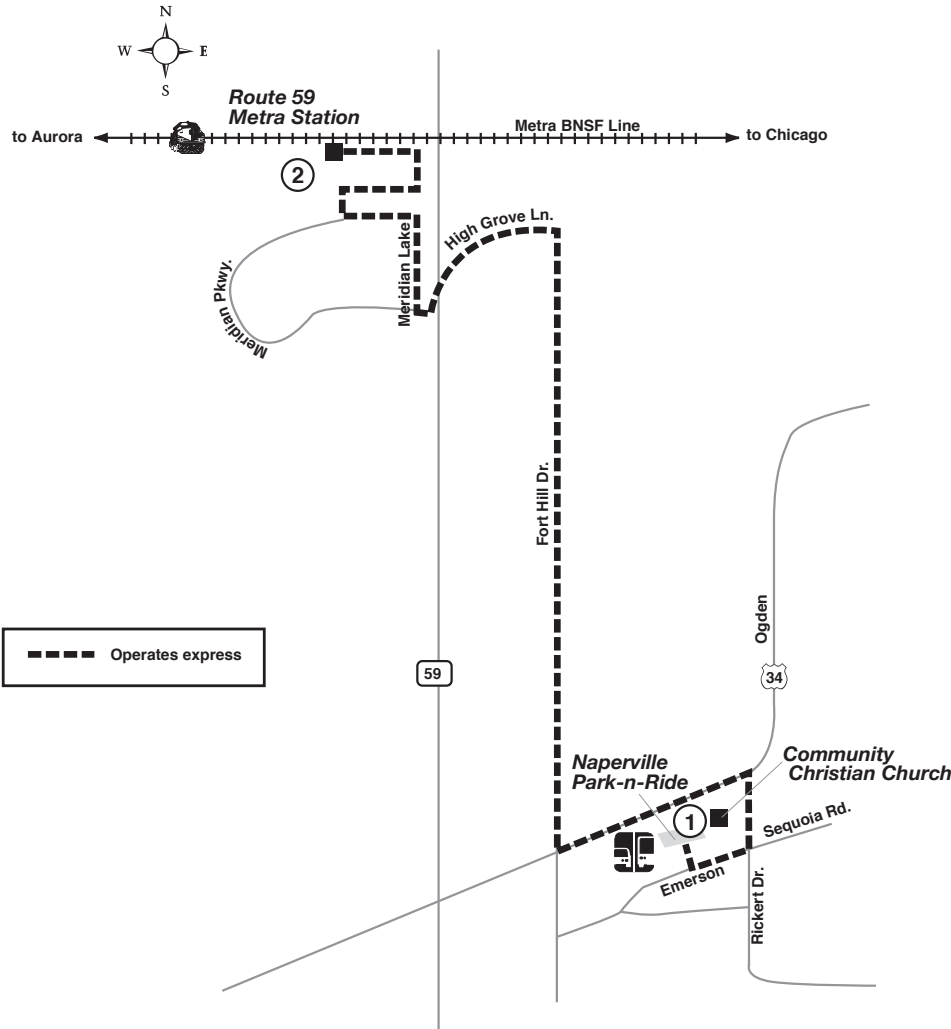 N
W E
S
Route 59
Metra Station
to Aurora
Metra BNSF Line
to Chicago
2
High Grove Ln.
Meridian Lake
Meridian Pkwy.
Fort Hill Dr.
Ogden
Operates express
59
34
Naperville
Park-n-Ride
Community
Christian Church
1
Sequoia Rd.
Emerson
Rickert Dr.